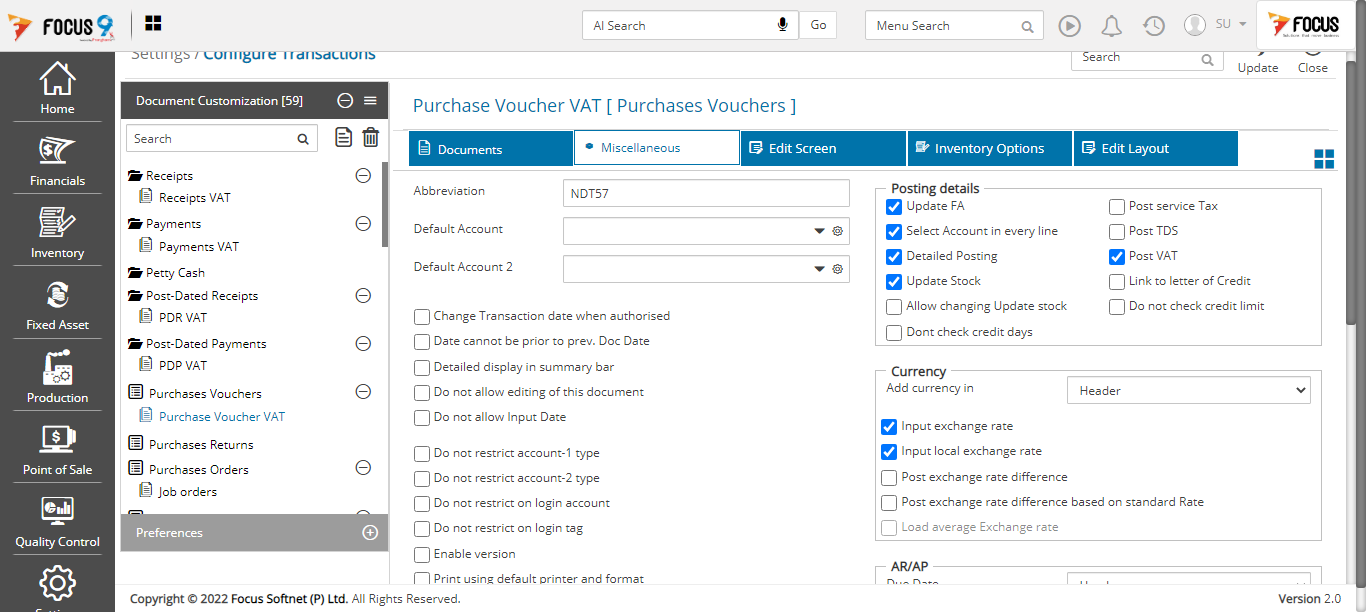 FOCUS 9
AI Search
Go
Menu Search
SU
FOCUS
Settings / Configure Transactions
Search
Update
Close
Home
Financials
Inventory
Fixed Asset
Production
Point of Sale
Quality Control
Document Customization [59]
Search
Receipts
Receipts VAT
Payments
Payments VAT
Petty Cash
Post-Dated Receipts
PDR VAT
Post-Dated Payments
PDP VAT
Purchases Vouchers
Purchase Voucher VAT
Purchases Returns
Purchases Orders
Job orders
Preferences
Purchase Voucher VAT [ Purchases Vouchers ]
Documents
Miscellaneous
Edit Screen
Inventory Options
Edit Layout
Abbreviation
NDT57
Default Account
Default Account 2
Change Transaction date when authorised
Date cannot be prior to prev. Doc Date
Detailed display in summary bar
Do not allow editing of this document
Do not allow Input Date
Do not restrict account-1 type
Do not restrict account-2 type
Do not restrict on login account
Do not restrict on login tag
Enable version
Print using default printer and format
Posting details
Update FA
Post service Tax
Select Account in every line
Post TDS
Detailed Posting
Post VAT
Update Stock
Link to letter of Credit
Allow changing Update stock
Do not check credit limit
Dont check credit days
Currency
Add currency in
Header
Input exchange rate
Input local exchange rate
Post exchange rate difference
Post exchange rate difference based on standard Rate
Load average Exchange rate
AR/AP
Due Date
Header
Copyright © 2022 Focus Softnet (P) Ltd. All Rights Reserved.
Version 2.0